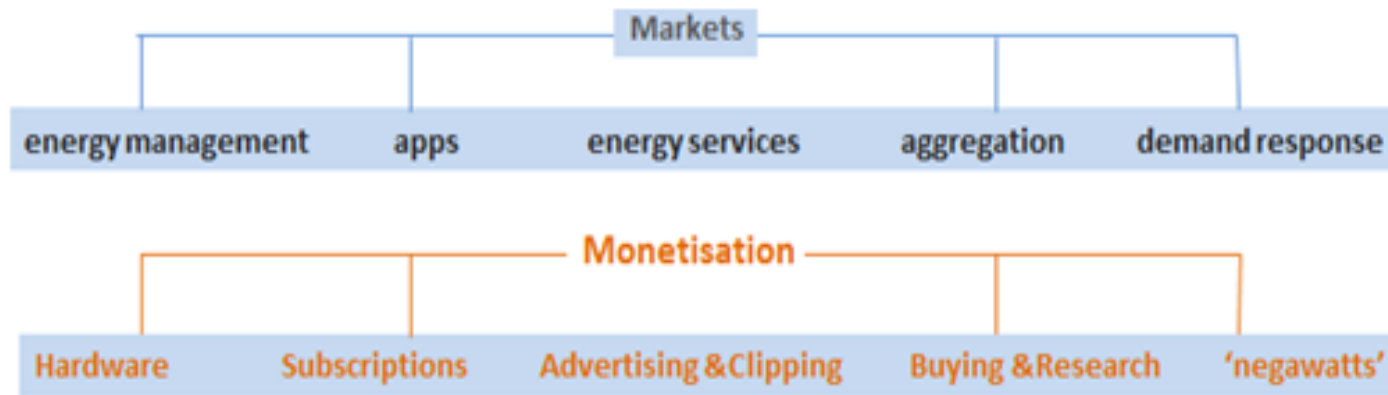 Markets
energy management apps energy services aggregation demand response
Monetisation
Hardware Subscriptions Advertising &Clipping Buying &Research ‘negawatts’